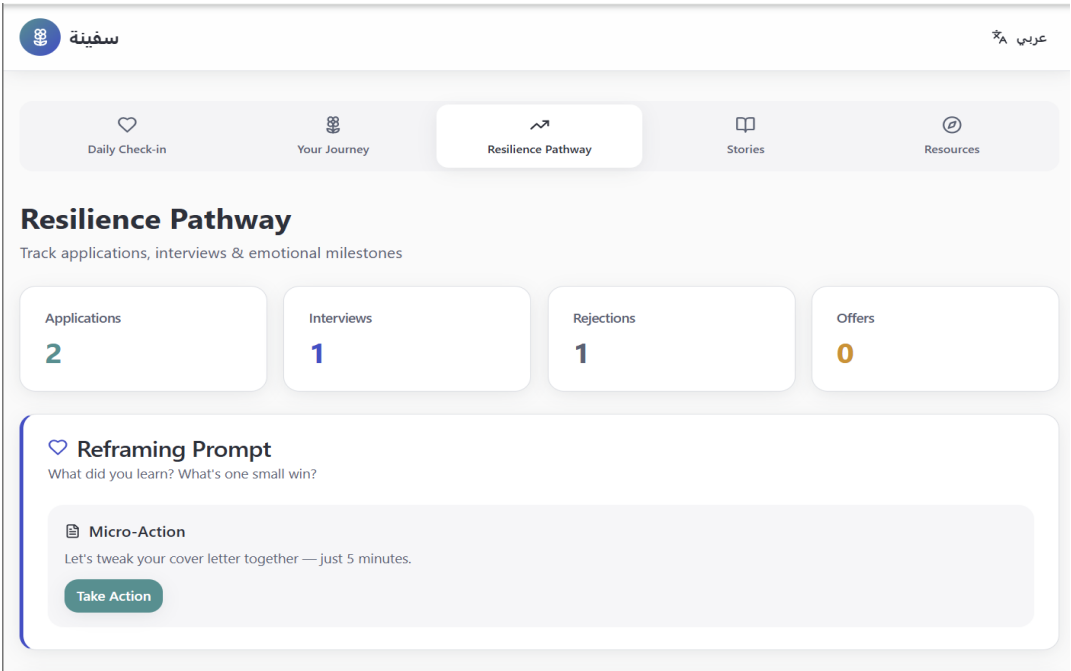 سفينة
عربي
Daily Check-in
Your Journey
Resilience Pathway
Stories
Resources
Resilience Pathway
Track applications, interviews & emotional milestones
Applications
2
Interviews
1
Rejections
1
Offers
0
Reframing Prompt
What did you learn? What's one small win?
Micro-Action
Let's tweak your cover letter together — just 5 minutes.
Take Action